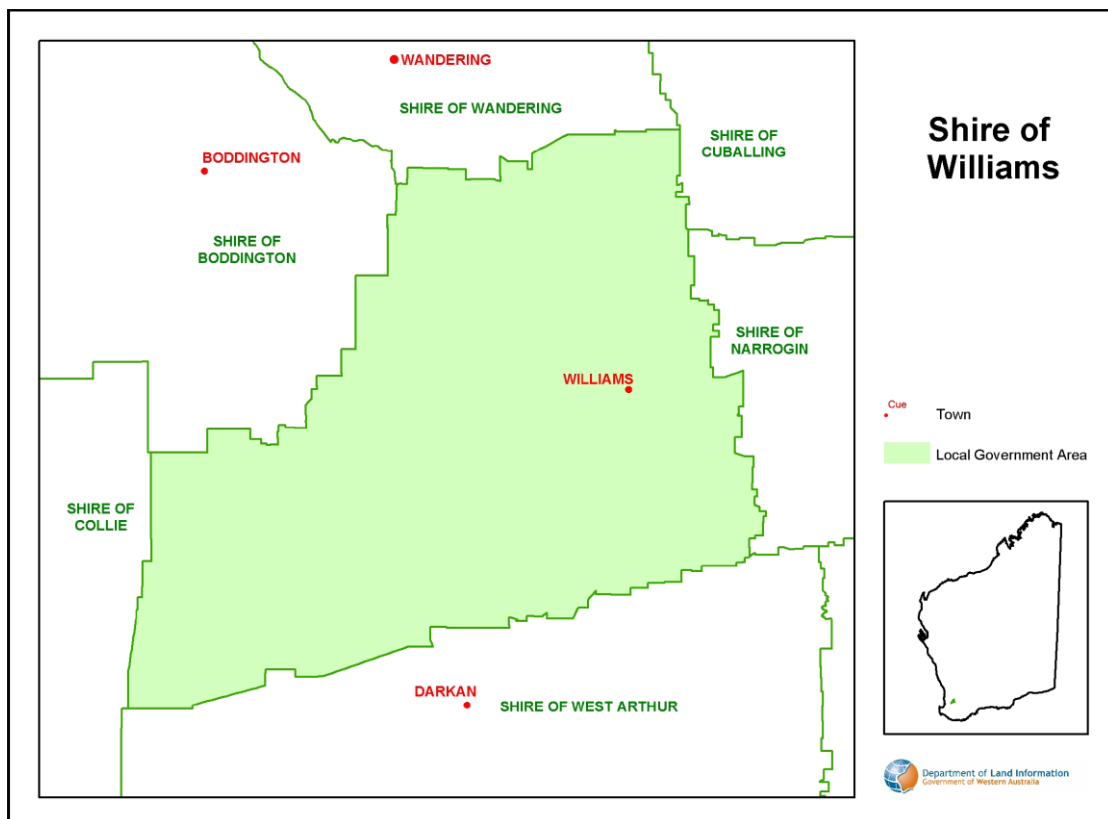 WANDERING
SHIRE OF WANDERING
SHIRE OF
CUBALLING
BODDINGTON
SHIRE OF
BODDINGTON
SHIRE OF
NARROGIN
WILLIAMS
SHIRE OF
COLLIE
DARKAN
SHIRE OF WEST ARTHUR
Shire of
Williams
Cue
Town
Local Government Area
Department of Land Information
Government of Western Australia